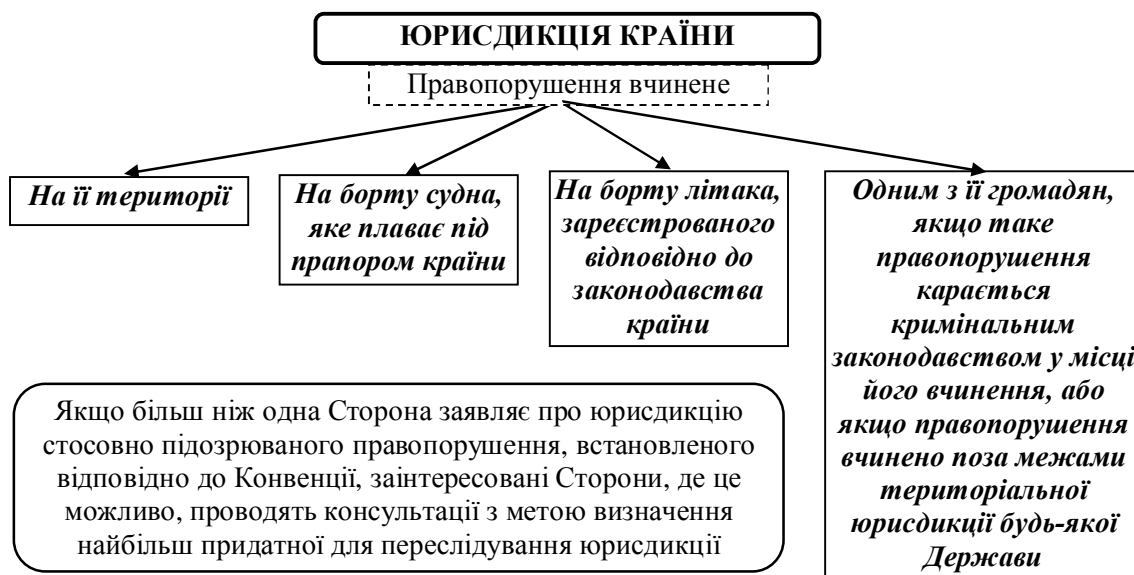 ЮРИСДИКЦІЯ КРАЇНИ
Правопорушення вчинене
На її території
На борту судна,
яке плаває під
прапором країни
На борту літака,
зареєстрованого
відповідно до
законодавства
країни
Одним з її громадян,
якщо таке
правопорушення
карається
кримінальним
законодавством у місці
його вчинення, або
якщо правопорушення
вчинено поза межами
територіальної
юрисдикції будь-якої
Держави
Якщо більш ніж одна Сторона заявляє про юрисдикцію
стосовно підозрюваного правопорушення, встановленого
відповідно до Конвенції, заінтересовані Сторони, де це
можливо, проводять консультації з метою визначення
найбільш придатної для переслідування юрисдикції